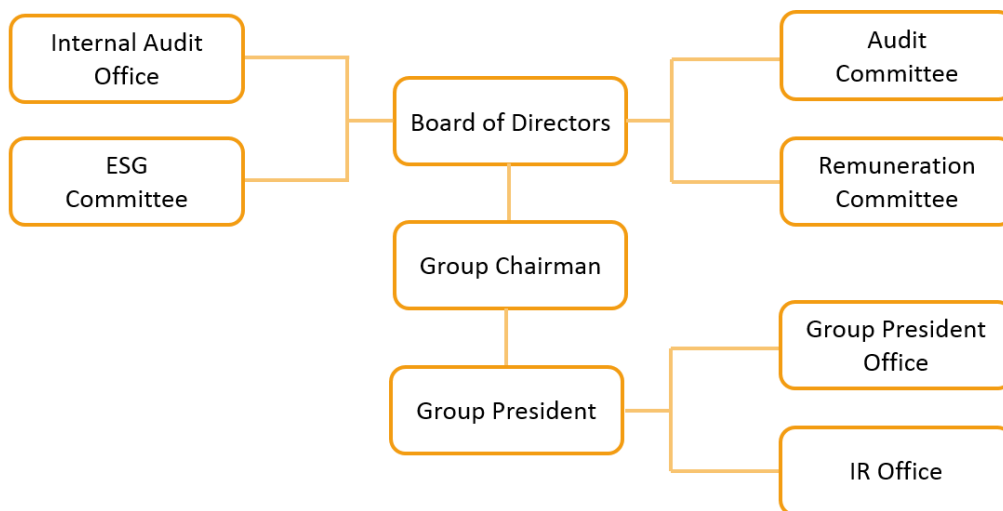 Internal Audit
Office
ESG
Committee
Board of Directors
Audit
Committee
Remuneration
Committee
Group Chairman
Group President
Group President
Office
IR Office